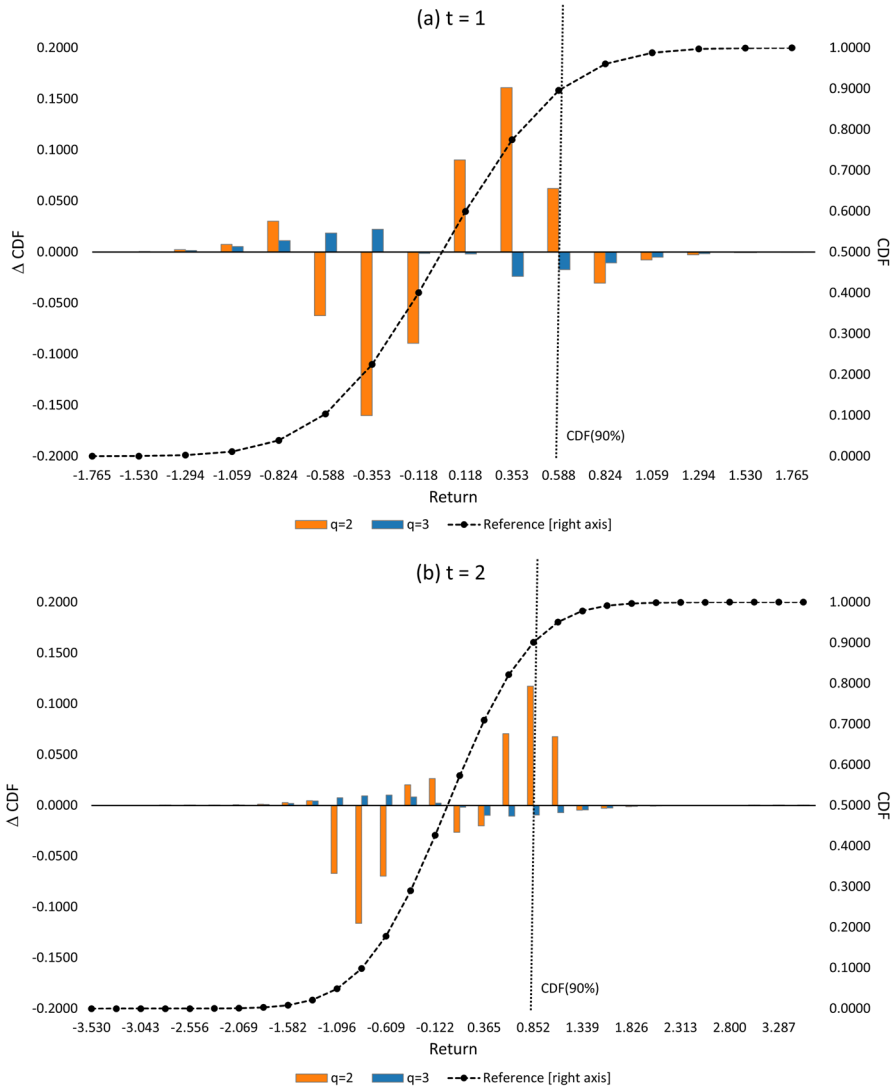 (a) t = 1
0.2000
0.1500
0.1000
0.0500
0.0000
-0.0500
-0.1000
-0.1500
-0.2000
Δ CDF
1.0000
0.9000
0.8000
0.7000
0.6000
0.5000
0.4000
0.3000
0.2000
0.1000
0.0000
CDF
CDF(90%)
-1.765 -1.530 -1.294 -1.059 -0.824 -0.588 -0.353 -0.118 0.118 0.353 0.588 0.824 1.059 1.294 1.530 1.765
Return
q=2 q=3 Reference [right axis]
(b) t = 2
0.2000
0.1500
0.1000
0.0500
0.0000
-0.0500
-0.1000
-0.1500
-0.2000
Δ CDF
1.0000
0.9000
0.8000
0.7000
0.6000
0.5000
0.4000
0.3000
0.2000
0.1000
0.0000
CDF
CDF(90%)
-3.530 -3.043 -2.556 -2.069 -1.582 -1.096 -0.609 -0.122 0.365 0.852 1.339 1.826 2.313 2.800 3.287
Return
q=2 q=3 Reference [right axis]